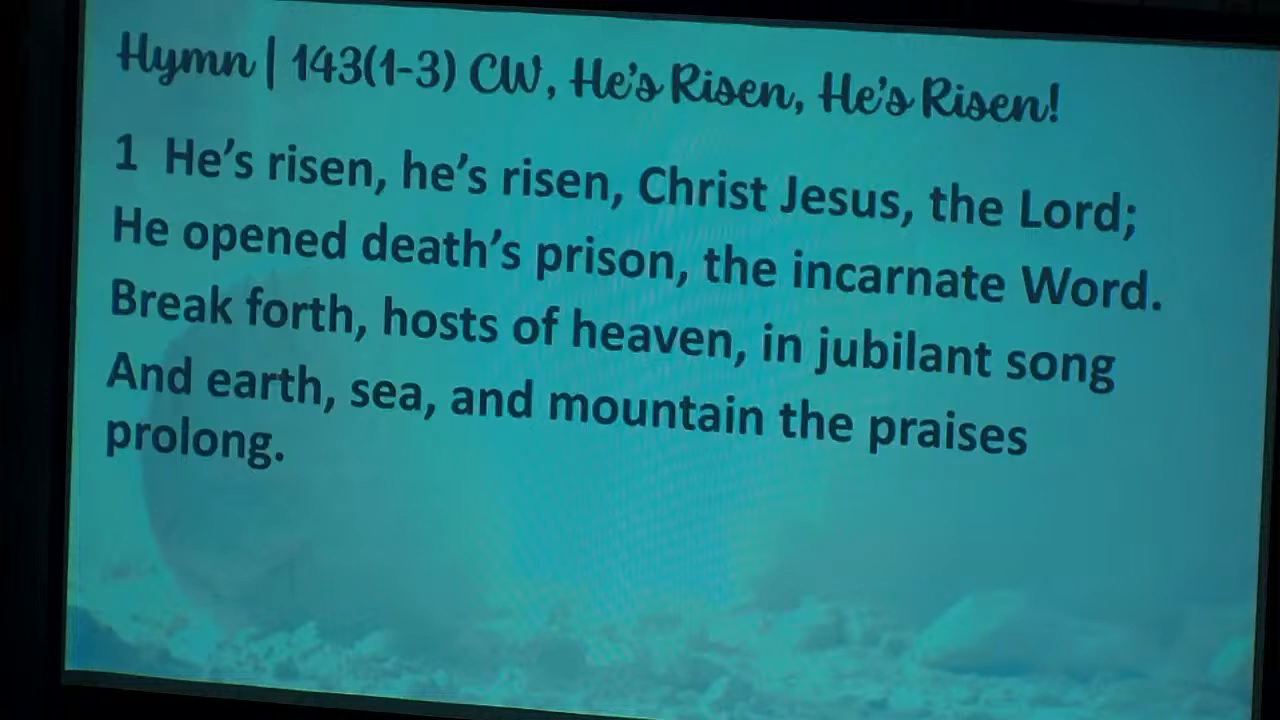 Hymn | 143(1-3) CW, He's Risen, He's Risen!
1 He's risen, he's risen, Christ Jesus, the Lord;
He opened death's prison, the incarnate Word.
Break forth, hosts of heaven, in jubilant song
And earth, sea, and mountain the praises
prolong.